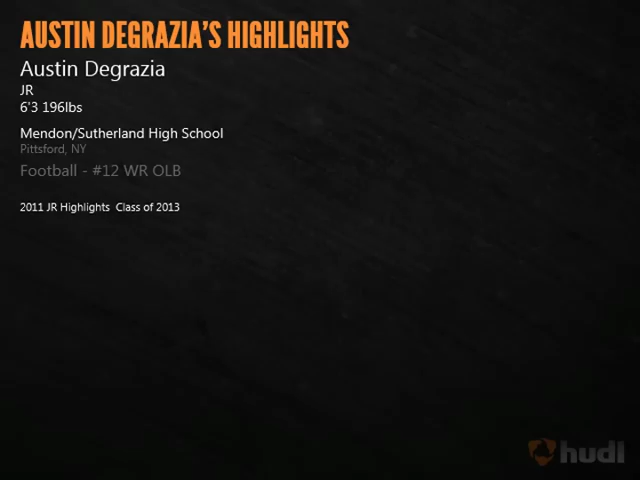 AUSTIN DEGRAZIA'S HIGHLIGHTS
Austin Degrazia
JR
6'3 196lbs
Mendon/Sutherland High School
Pittsford, NY
Football - #12 WR OLB
2011 JR Highlights  Class of 2013
hudl